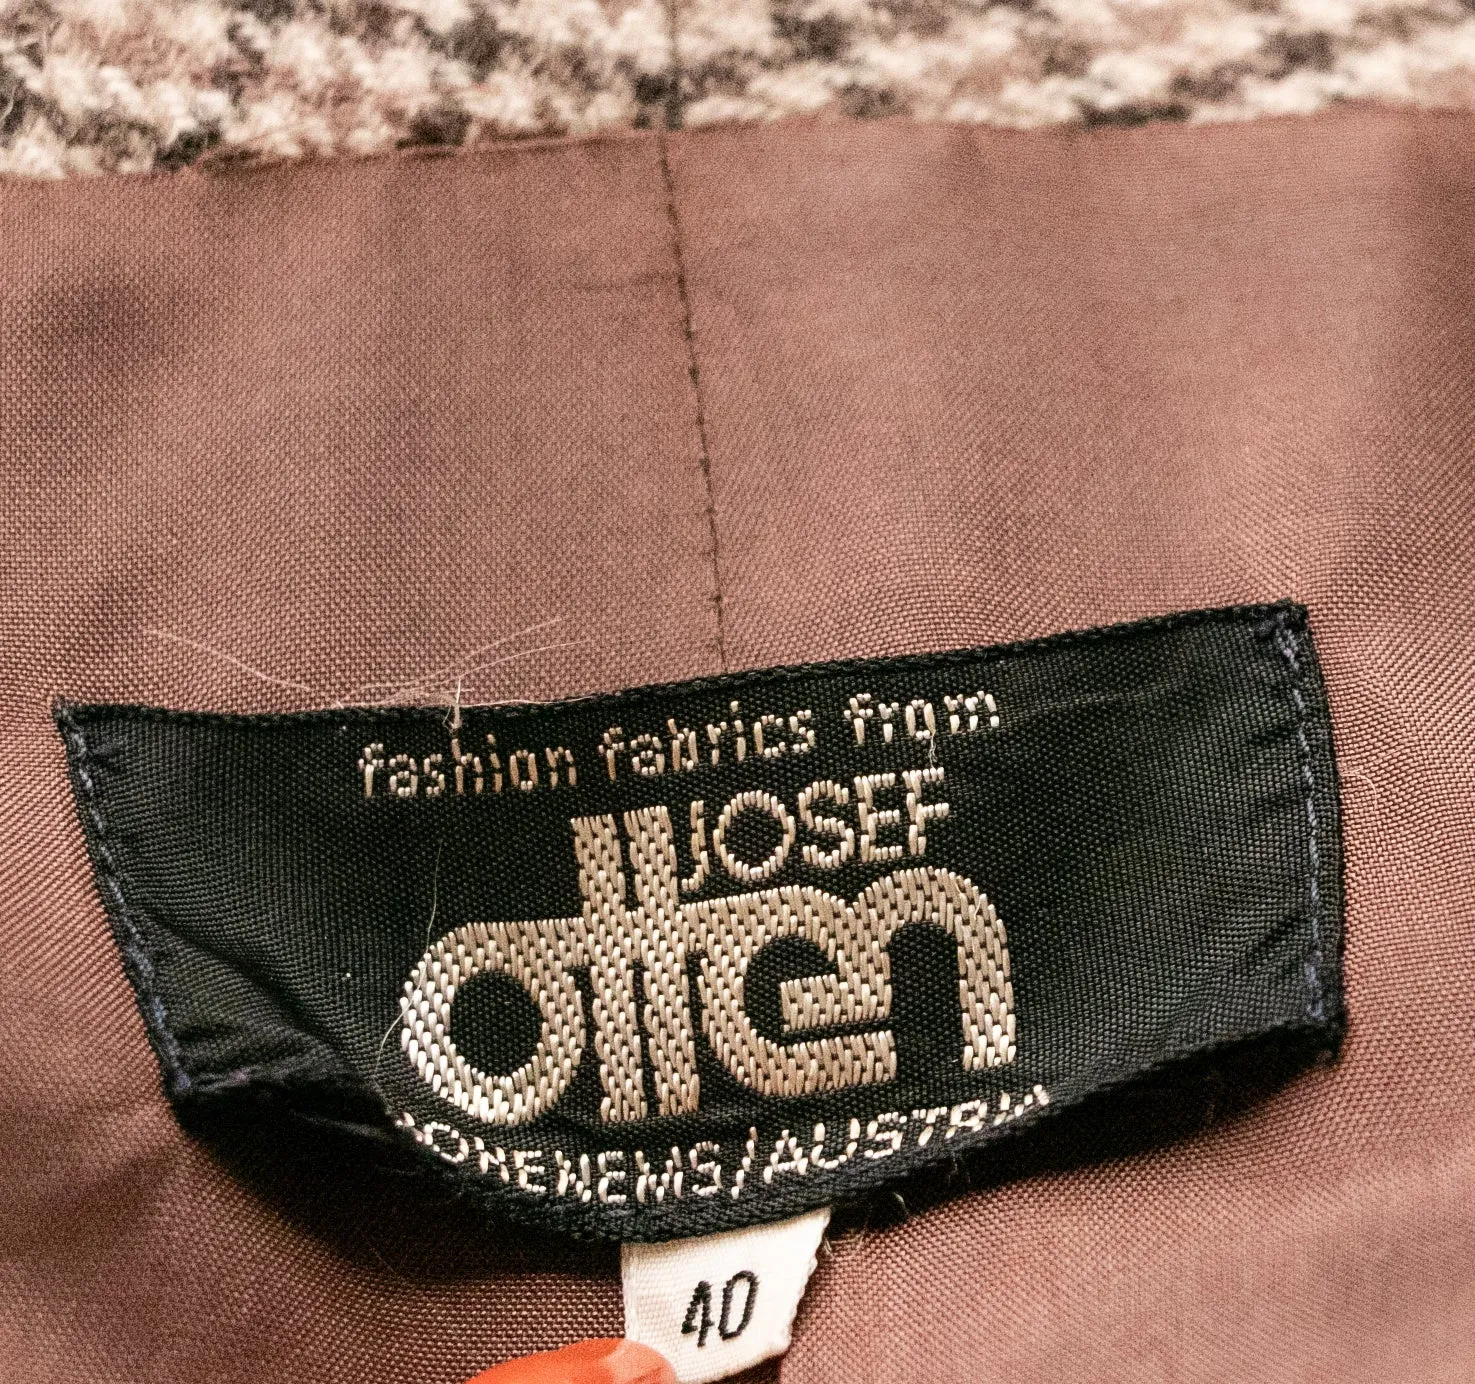 fashion fabrics from
JOSEF
otten
HOHENEMS/AUSTRIA
40